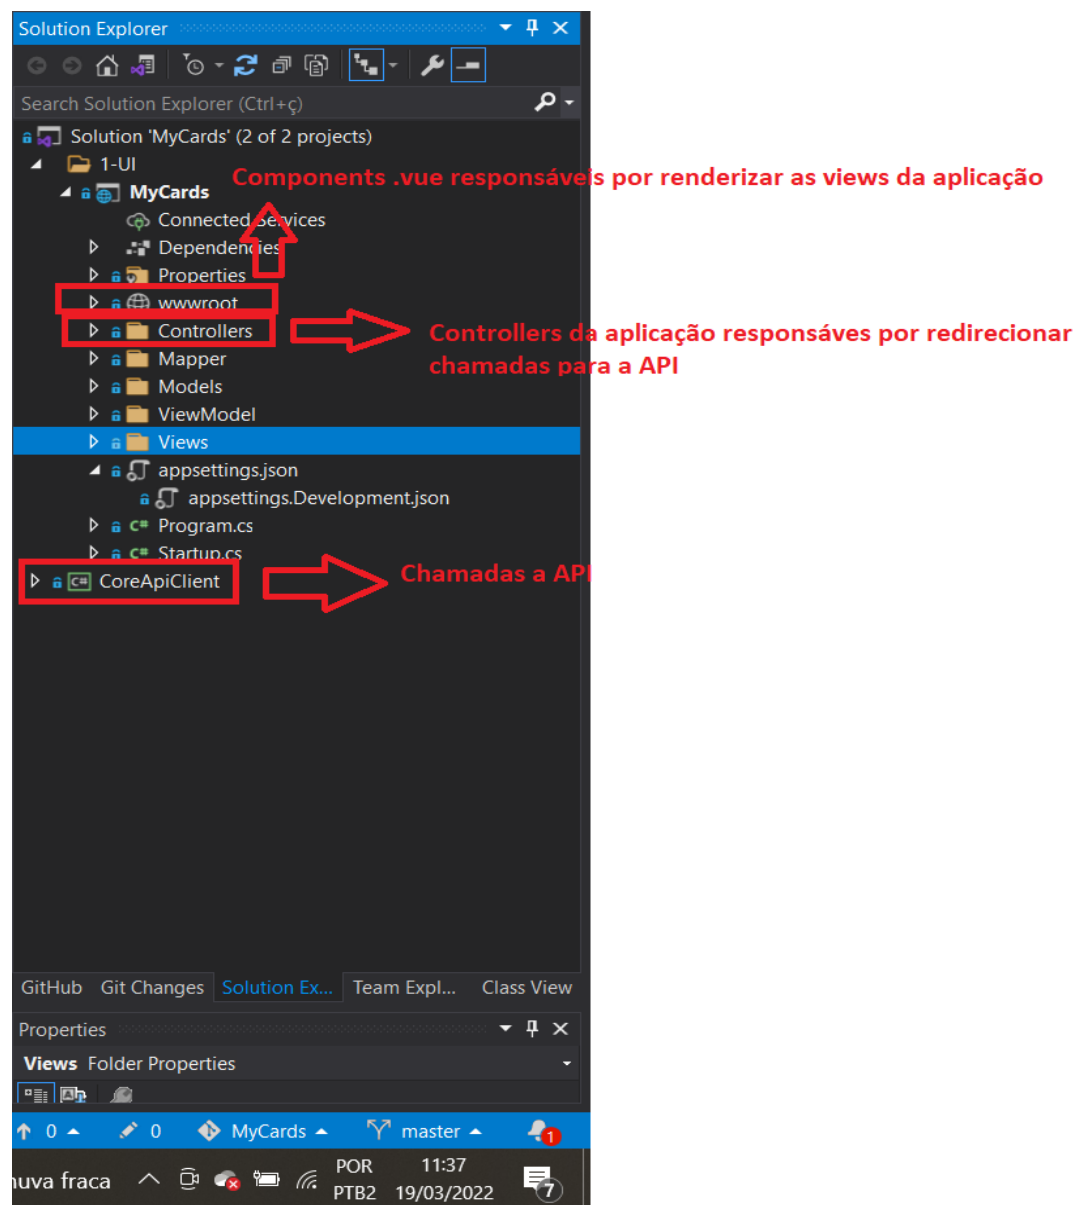 Solution Explorer
Search Solution Explorer (Ctrl+ç)
Solution 'MyCards' (2 of 2 projects)
1-UI
MyCards
Components .vue responsáveis por renderizar as views da aplicação
Connected Services
Dependencies
Properties
wwwroot
Controllers
Controllers da aplicação responsáves por redirecionar
chamadas para a API
Mapper
Models
ViewModel
Views
appsettings.json
appsettings.Development.json
C# Program.cs
C# Startup.cs
C# CoreApiClient
Chamadas a API
GitHub Git Changes Solution Ex... Team Expl... Class View
Properties
Views Folder Properties
0 0 MyCards master 1
nuva fraca POR 11:37
PTB2 19/03/2022 7